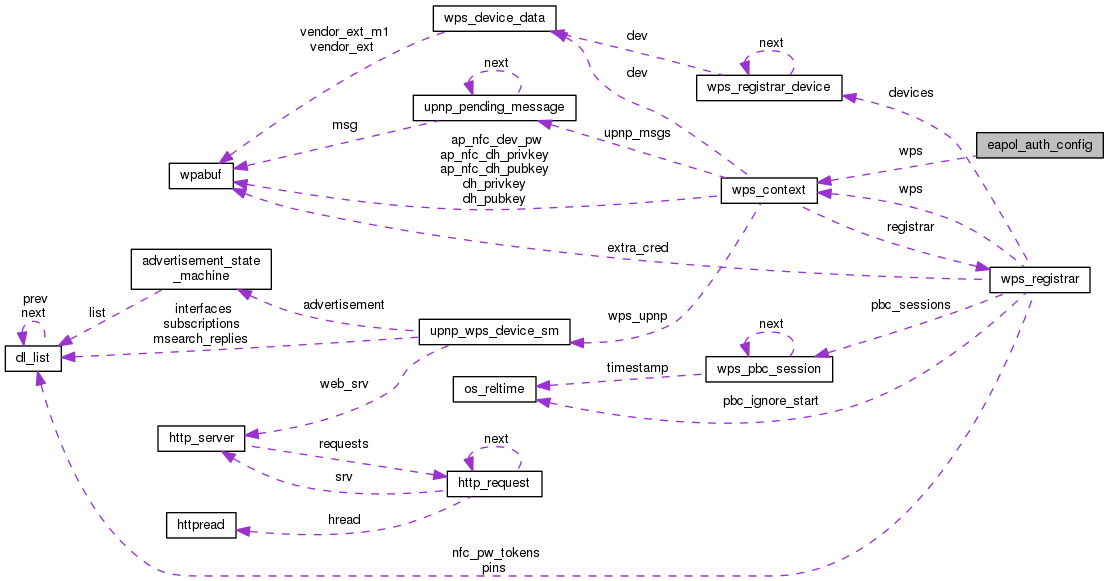 wps_device_data
vendor_ext_m1
vendor_ext
dev
next
dev
wps_registrar_device
next
devices
upnp_pending_message
msg
upnp_msgs
eapol_auth_config
ap_nfc_dev_pw
ap_nfc_dh_privkey
ap_nfc_dh_pubkey
dh_privkey
dh_pubkey
wps
wpabuf
wps_context
wps
registrar
extra_cred
advertisement_state
_machine
wps_registrar
prev
next
list
interfaces
subscriptions
msearch_replies
advertisement
wps_upnp
pbc_sessions
upnp_wps_device_sm
next
dl_list
timestamp
wps_pbc_session
web_srv
os_reltime
pbc_ignore_start
http_server
requests
next
srv
http_request
httpread
hread
nfc_pw_tokens
pins